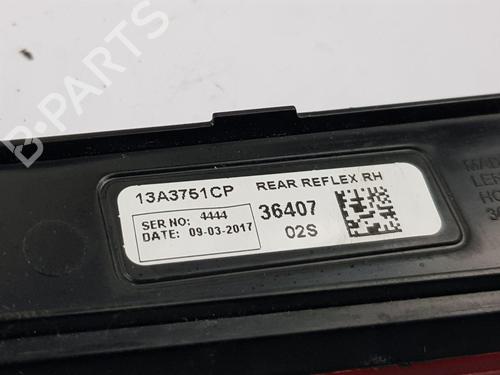 B-PARTS
13A3751CP REAR REFLEX RH
SER NO: 4444
DATE: 09-03-2017
36407
02S